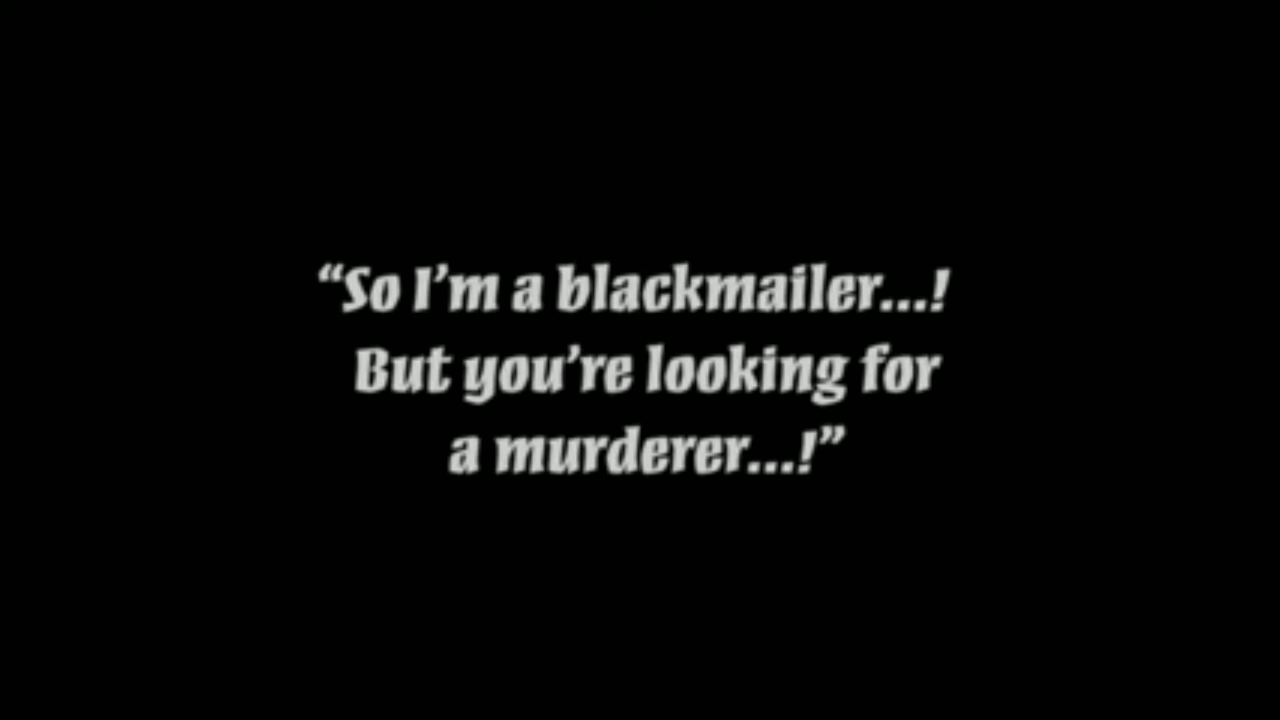 “So I’m a blackmailer...!
But you’re looking for
a murderer...!”